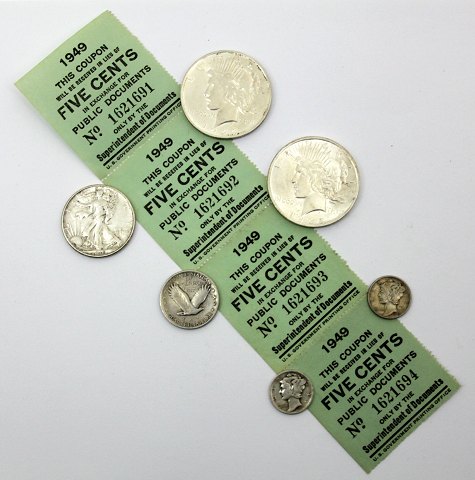 1949
THIS COUPON
WILL BE RECEIVED IN LIEU OF
FIVE CENTS
IN EXCHANGE FOR
PUBLIC DOCUMENTS
ONLY BY THE
No 1621691
Superintendent of Documents
U. S. GOVERNMENT PRINTING OFFICE
1949
THIS COUPON
WILL BE RECEIVED IN LIEU OF
FIVE CENTS
IN EXCHANGE FOR
PUBLIC DOCUMENTS
ONLY BY THE
No 1621692
Superintendent of Documents
U. S. GOVERNMENT PRINTING OFFICE
1949
THIS COUPON
WILL BE RECEIVED IN LIEU OF
FIVE CENTS
IN EXCHANGE FOR
PUBLIC DOCUMENTS
ONLY BY THE
No 1621693
Superintendent of Documents
U. S. GOVERNMENT PRINTING OFFICE
1949
THIS COUPON
WILL BE RECEIVED IN LIEU OF
FIVE CENTS
IN EXCHANGE FOR
PUBLIC DOCUMENTS
ONLY BY THE
No 1621694
Superintendent of Documents
U. S. GOVERNMENT PRINTING OFFICE